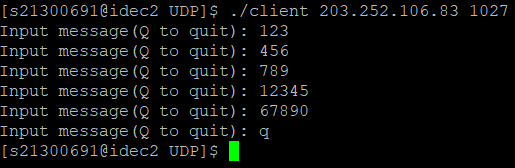 [s21300691@idec2 UDP]$ ./client 203.252.106.83 1027
Input message(Q to quit): 123
Input message(Q to quit): 456
Input message(Q to quit): 789
Input message(Q to quit): 12345
Input message(Q to quit): 67890
Input message(Q to quit): q
[s21300691@idec2 UDP]$